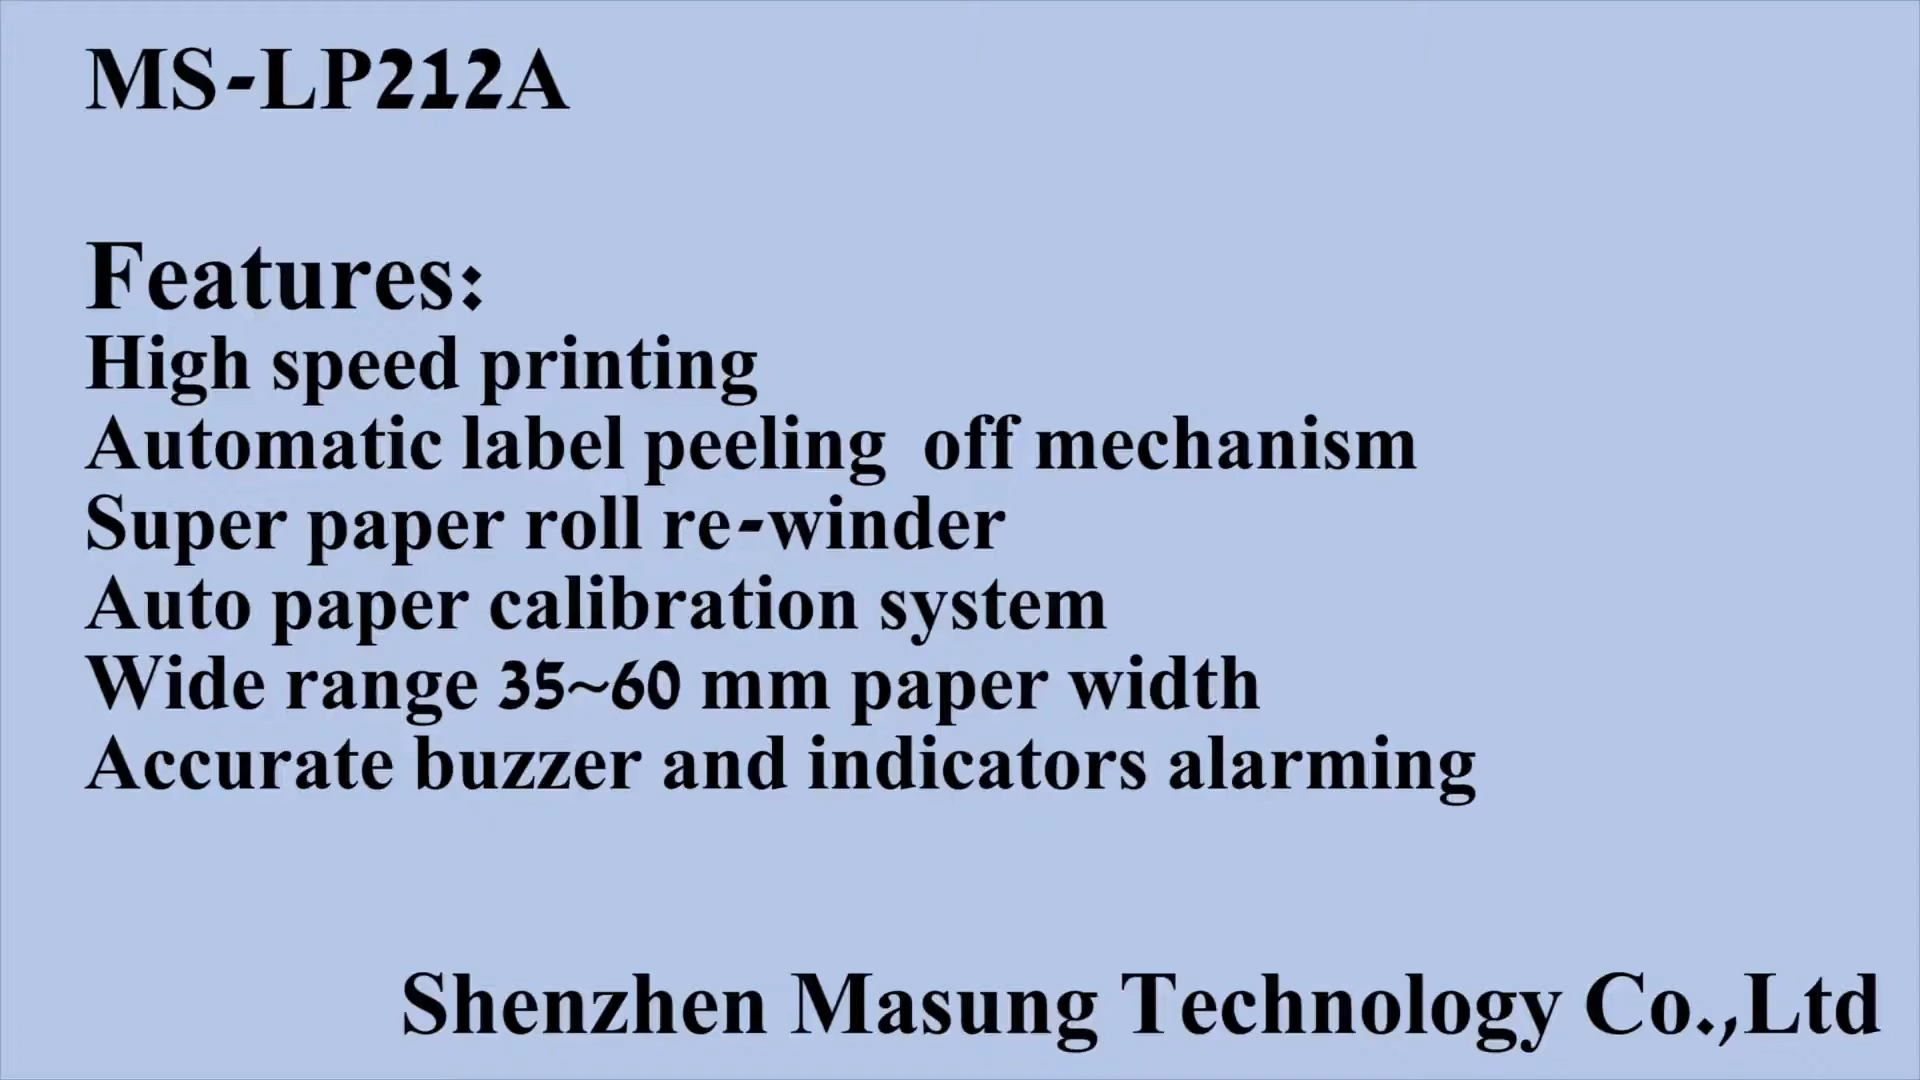 MS-LP212A
Features:
High speed printing
Automatic label peeling  off mechanism
Super paper roll re-winder
Auto paper calibration system
Wide range 35~60 mm paper width
Accurate buzzer and indicators alarming
Shenzhen Masung Technology Co.,Ltd